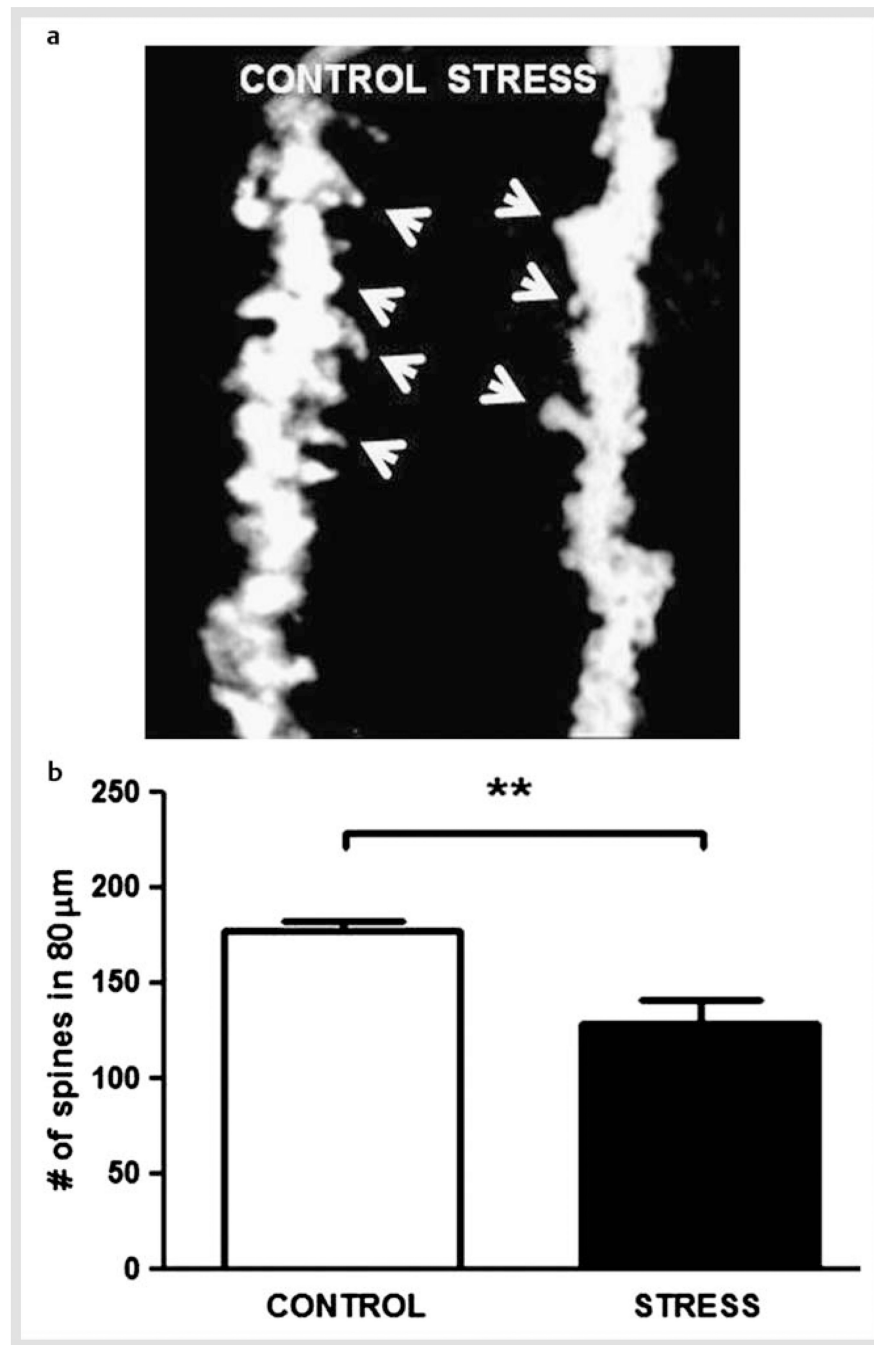 a
CONTROL STRESS
b
250
**
200
150
100
50
0
# of spines in 80μm
CONTROL
STRESS